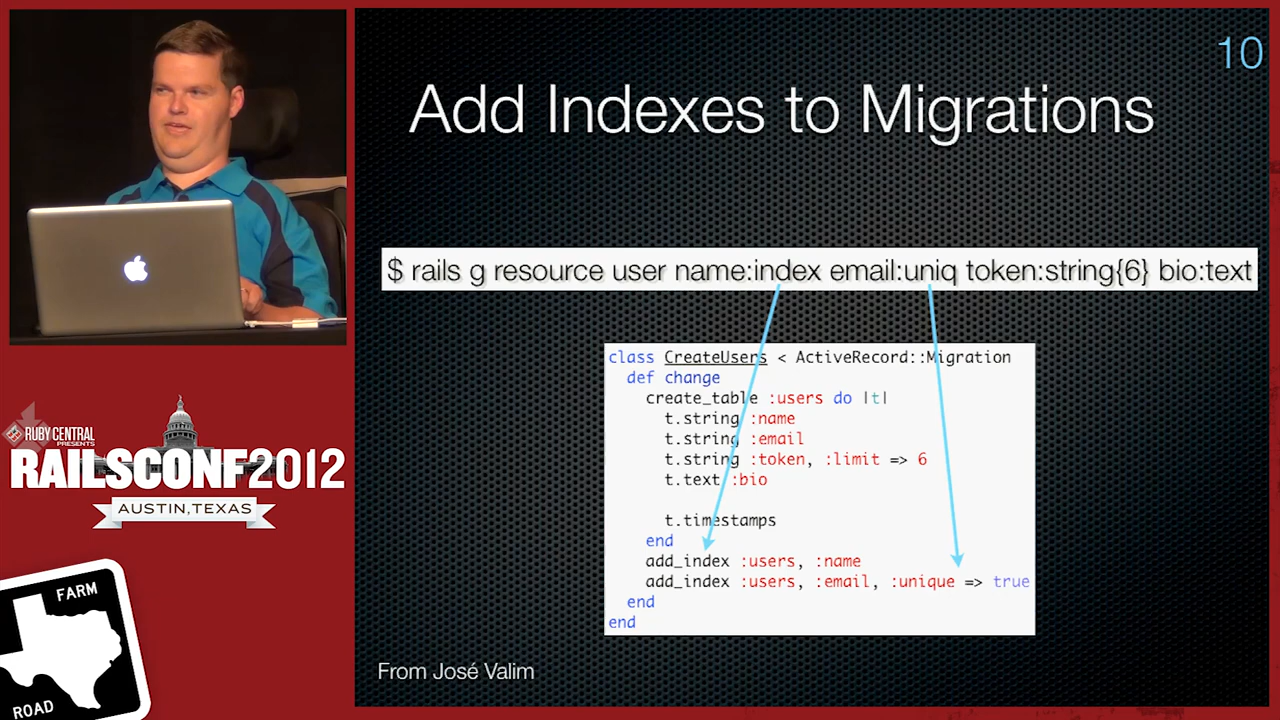 10
Add Indexes to Migrations
$ rails g resource user name:index email:uniq token:string{6} bio:text
class CreateUsers < ActiveRecord::Migration
def change
create_table :users do |t|
t.string :name
t.string :email
t.string :token, :limit => 6
t.text :bio
t.timestamps
end
add_index :users, :name
add_index :users, :email, :unique => true
end
end
From José Valim
RUBY CENTRAL
PRESENTS
RAILSCONF2012
AUSTIN, TEXAS
FARM
ROAD